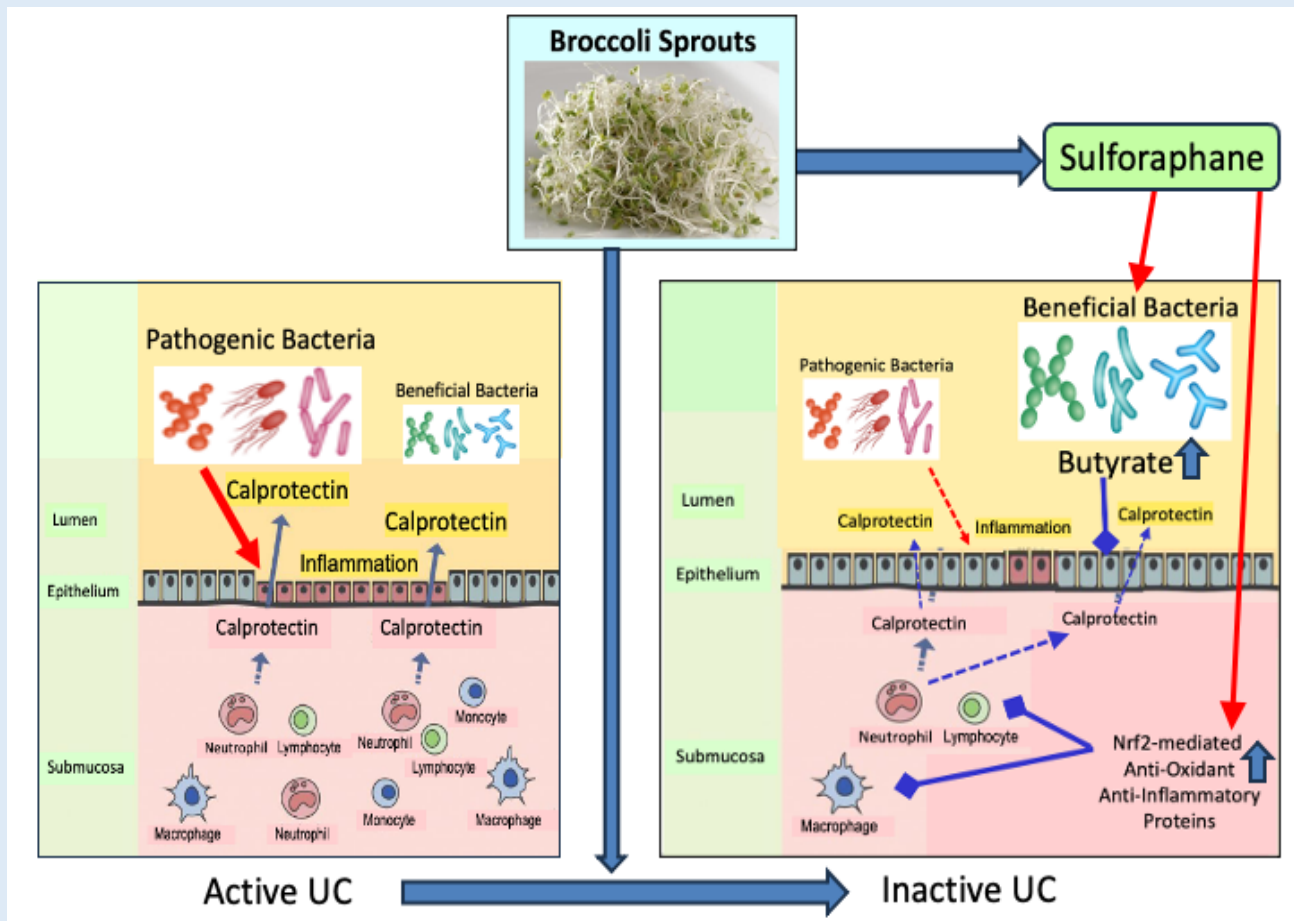 Broccoli Sprouts
Sulforaphane
Pathogenic Bacteria
Beneficial Bacteria
Calprotectin
Calprotectin
Lumen
Inflammation
Epithelium
Calprotectin
Calprotectin
Monocyte
Neutrophil
Lymphocyte
Neutrophil
Lymphocyte
Submucosa
Macrophage
Neutrophil
Monocyte
Macrophage
Active UC
Beneficial Bacteria
Pathogenic Bacteria
Butyrate
Lumen
Calprotectin
Inflammation
Calprotectin
Epithelium
Calprotectin
Calprotectin
Neutrophil
Lymphocyte
Submucosa
Macrophage
Nrf2-mediated
Anti-Oxidant
Anti-Inflammatory
Proteins
Inactive UC